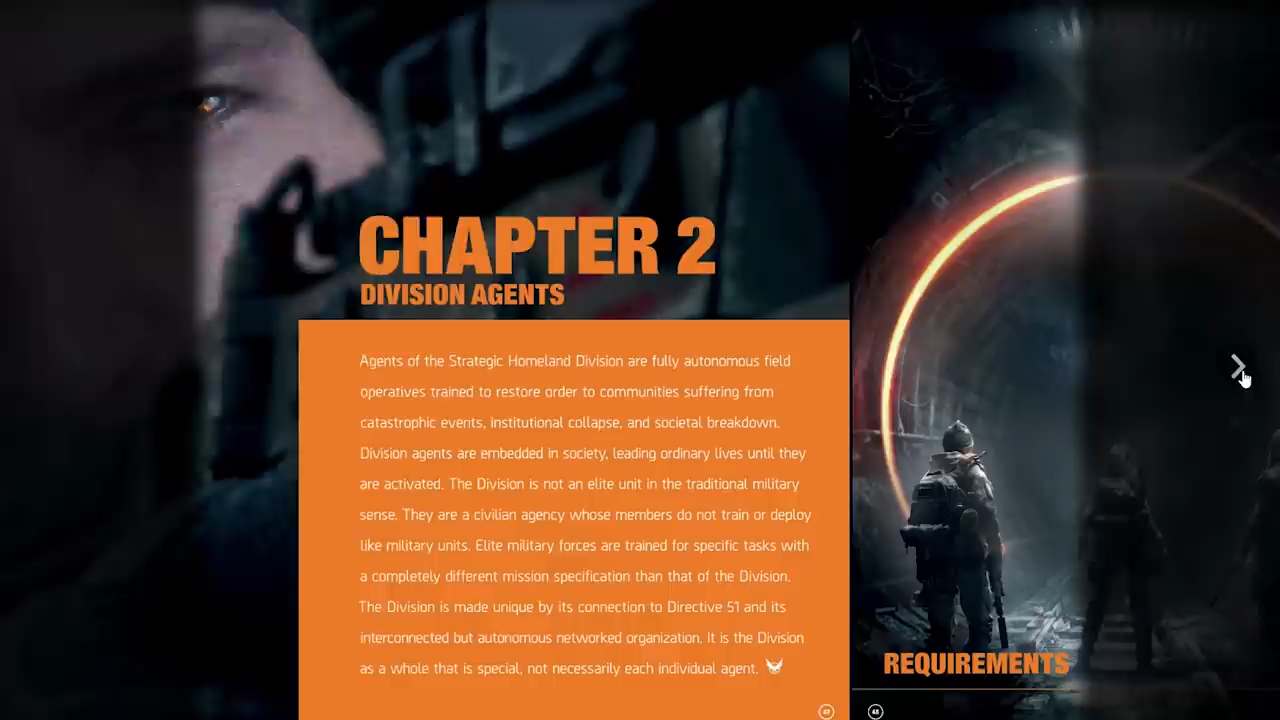 CHAPTER 2
DIVISION AGENTS
Agents of the Strategic Homeland Division are fully autonomous field
operatives trained to restore order to communities suffering from
catastrophic events, institutional collapse, and societal breakdown.
Division agents are embedded in society, leading ordinary lives until they
are activated. The Division is not an elite unit in the traditional military
sense. They are a civilian agency whose members do not train or deploy
like military units. Elite military forces are trained for specific tasks with
a completely different mission specification than that of the Division.
The Division is made unique by its connection to Directive 51 and its
interconnected but autonomous networked organization. It is the Division
as a whole that is special, not necessarily each individual agent.
47
REQUIREMENTS
48